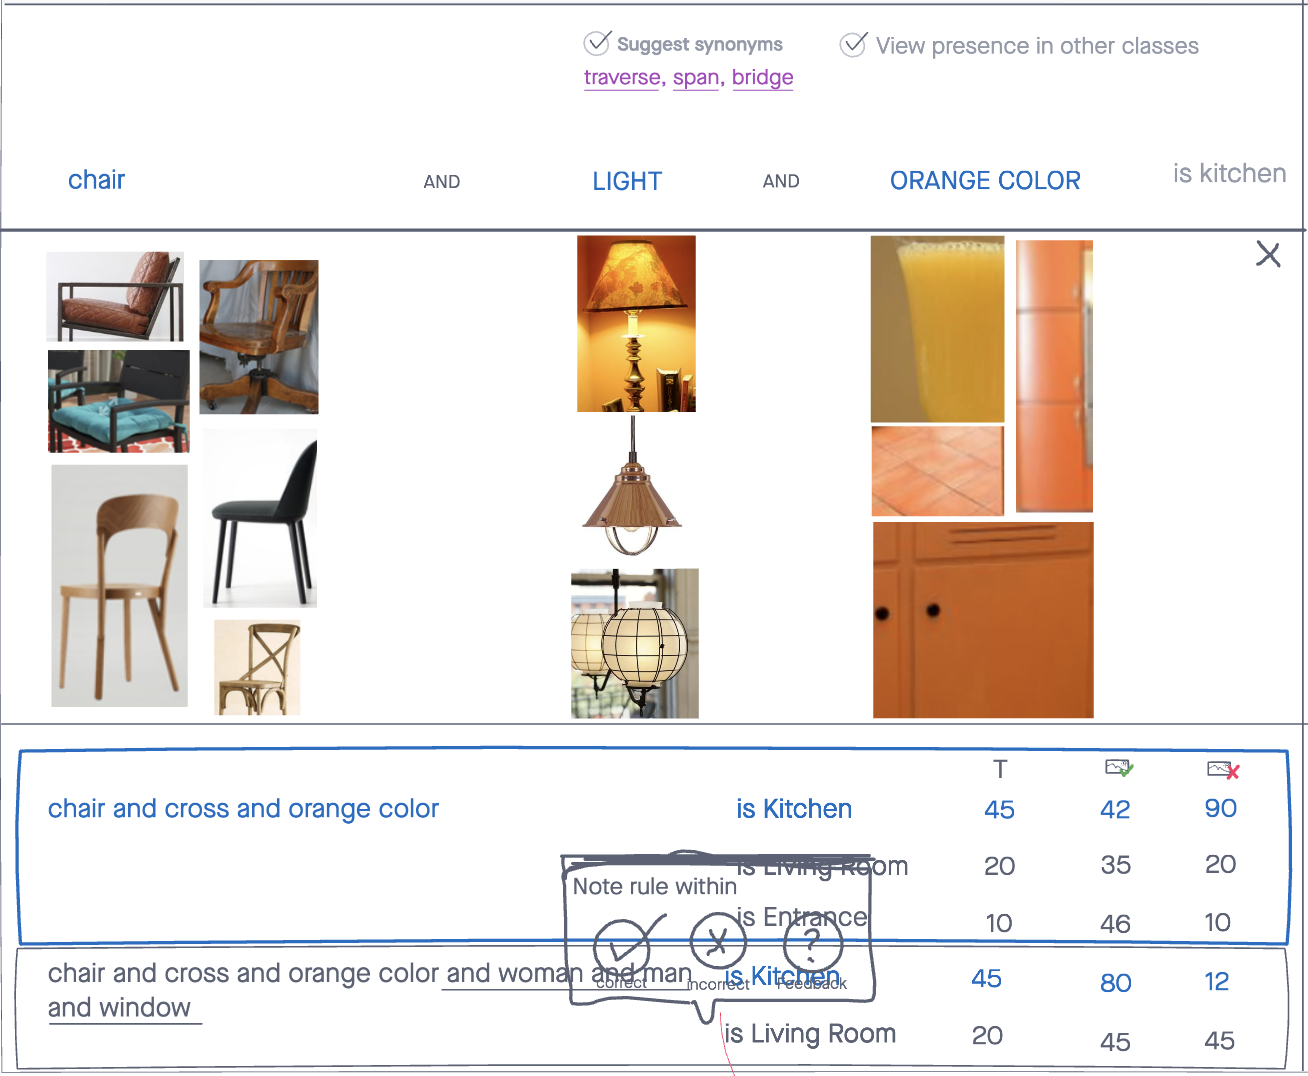 Suggest synonyms
View presence in other classes
traverse, span, bridge
chair AND LIGHT AND ORANGE COLOR is kitchen
T
chair and cross and orange color is Kitchen 45 42 90
is Living Room 20 35 20
Note rule within
is Entrance 10 46 10
chair and cross and orange color and woman and man is Kitchen 45 80 12
correct incorrect Feedback
and window
is Living Room 20 45 45